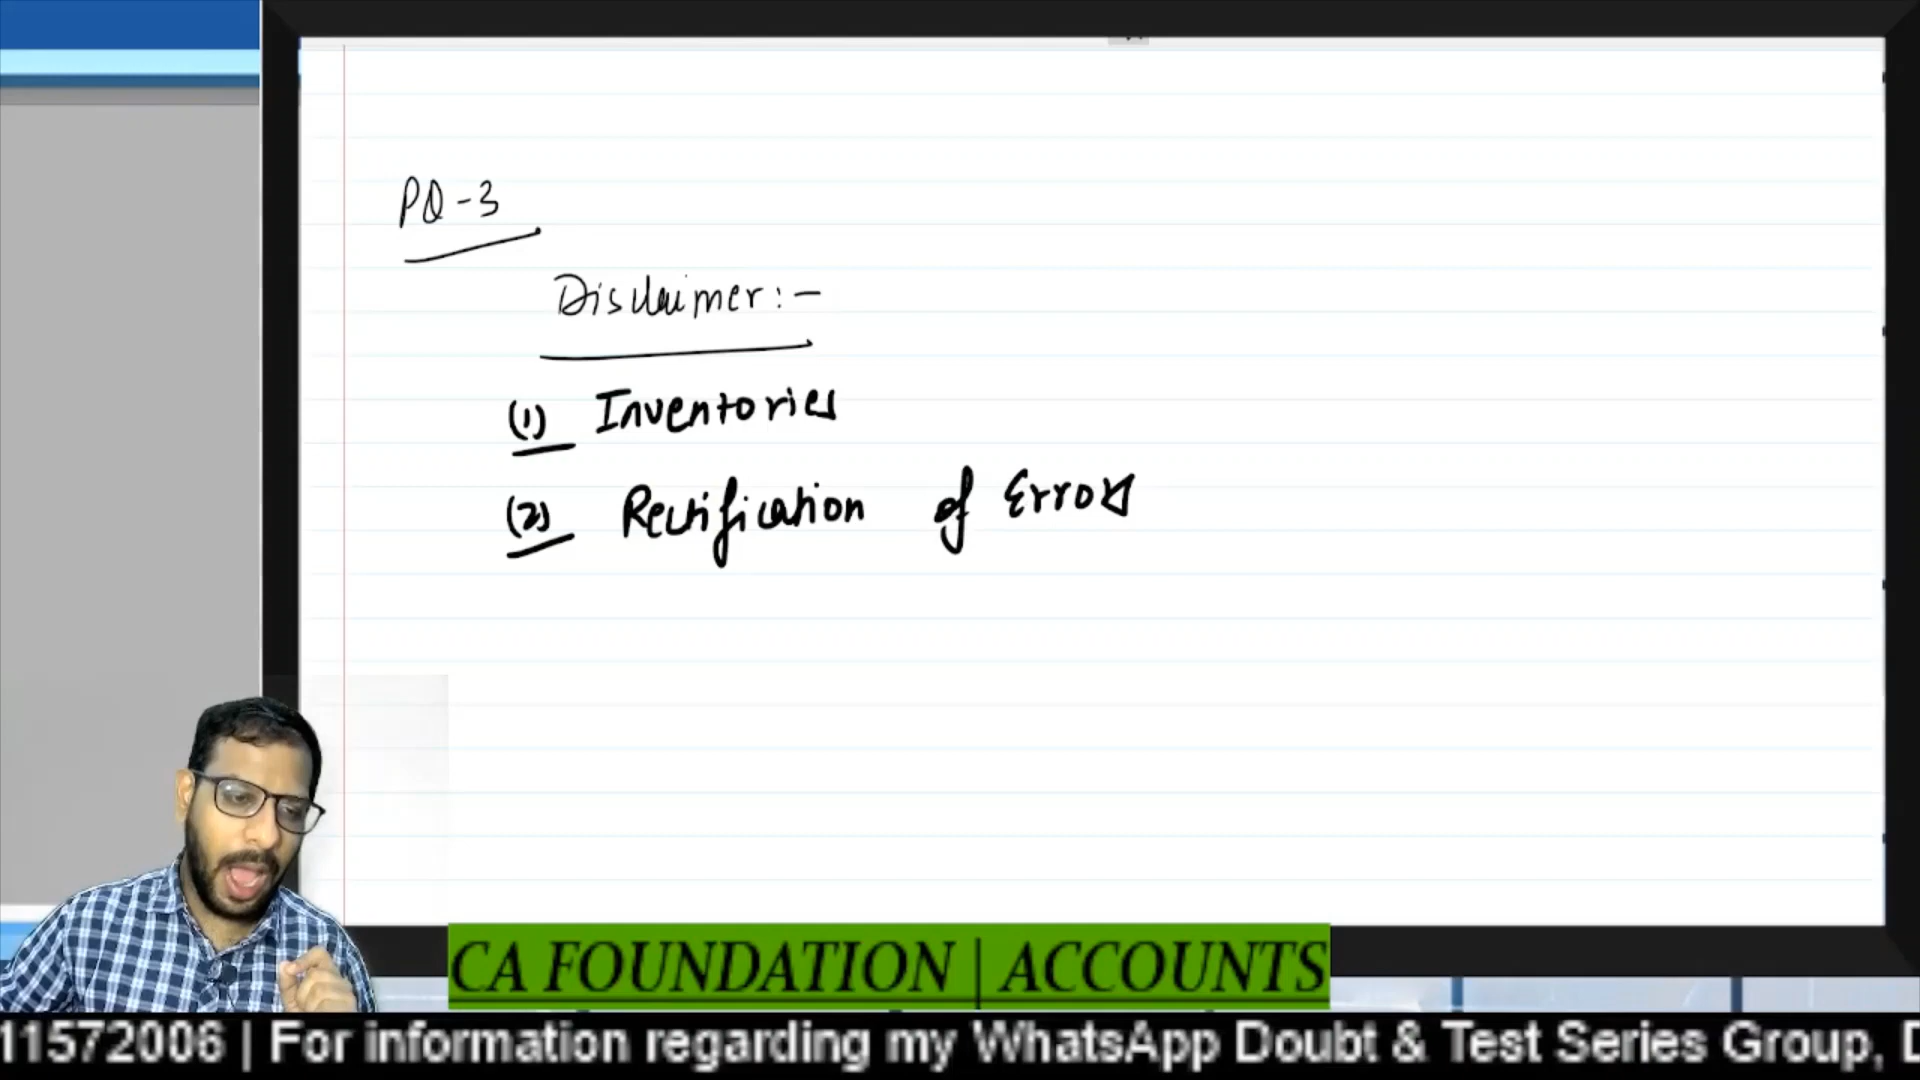 PQ-3
Disclaimer:-
(1) Inventories
(2) Rectification of Errors
CA FOUNDATION | ACCOUNTS
11572006 | For information regarding my WhatsApp Doubt & Test Series Group, D